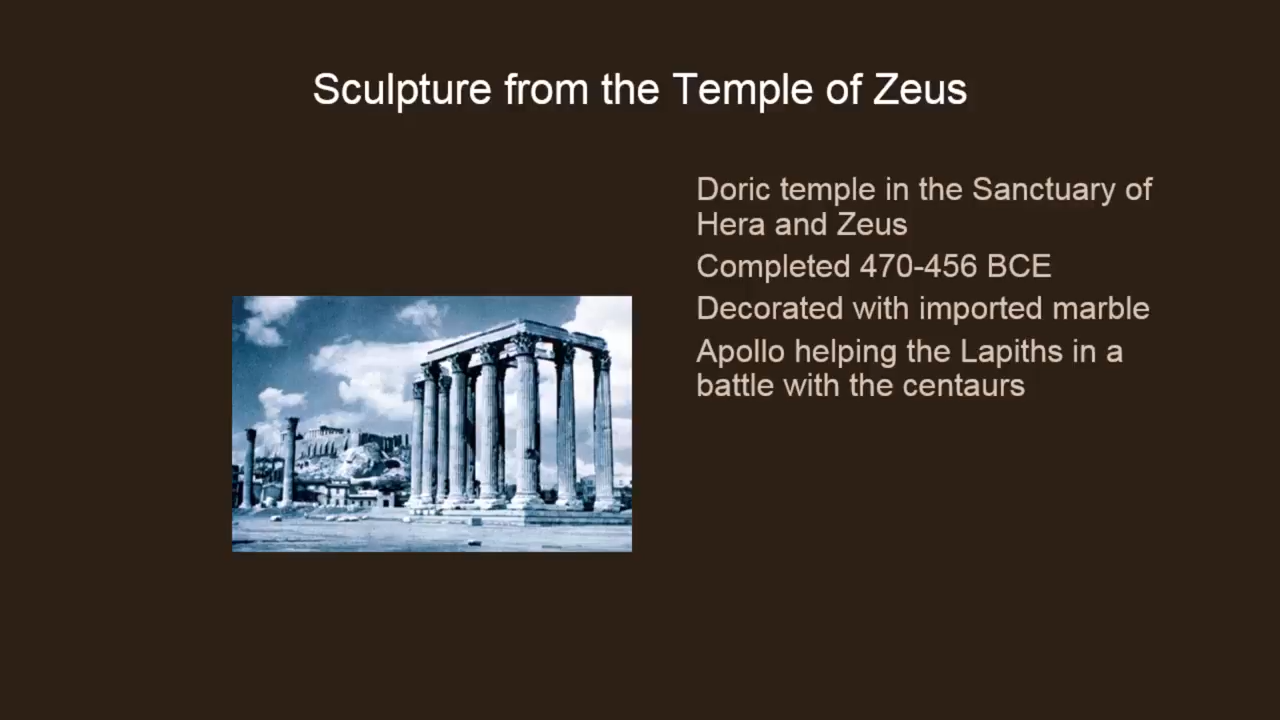 Sculpture from the Temple of Zeus
Doric temple in the Sanctuary of
Hera and Zeus
Completed 470-456 BCE
Decorated with imported marble
Apollo helping the Lapiths in a
battle with the centaurs